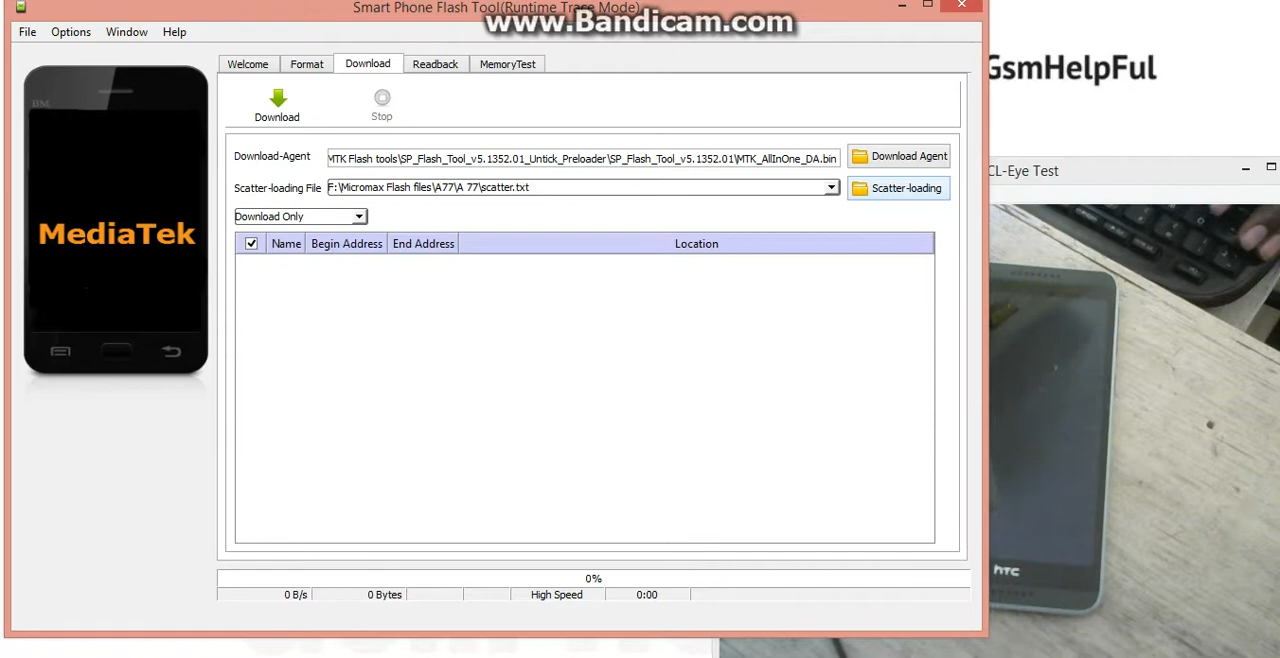 Smart Phone Flash Tool(Runtime Trace Mode)
www.Bandicam.com
File Options Window Help
GsmHelpFul
BM
MediaTek
Welcome Format Download Readback MemoryTest
Download Stop
Download-Agent MTK Flash tools\SP_Flash_Tool_v5.1352.01_Untick_Preloader\SP_Flash_Tool_v5.1352.01\MTK_AllInOne_DA.bin Download Agent
CL-Eye Test
Scatter-loading File F:\Micromax Flash files\A77\A 77\scatter.txt Scatter-loading
Download Only
Name Begin Address End Address Location
hTC
0%
0 B/s 0 Bytes High Speed 0:00